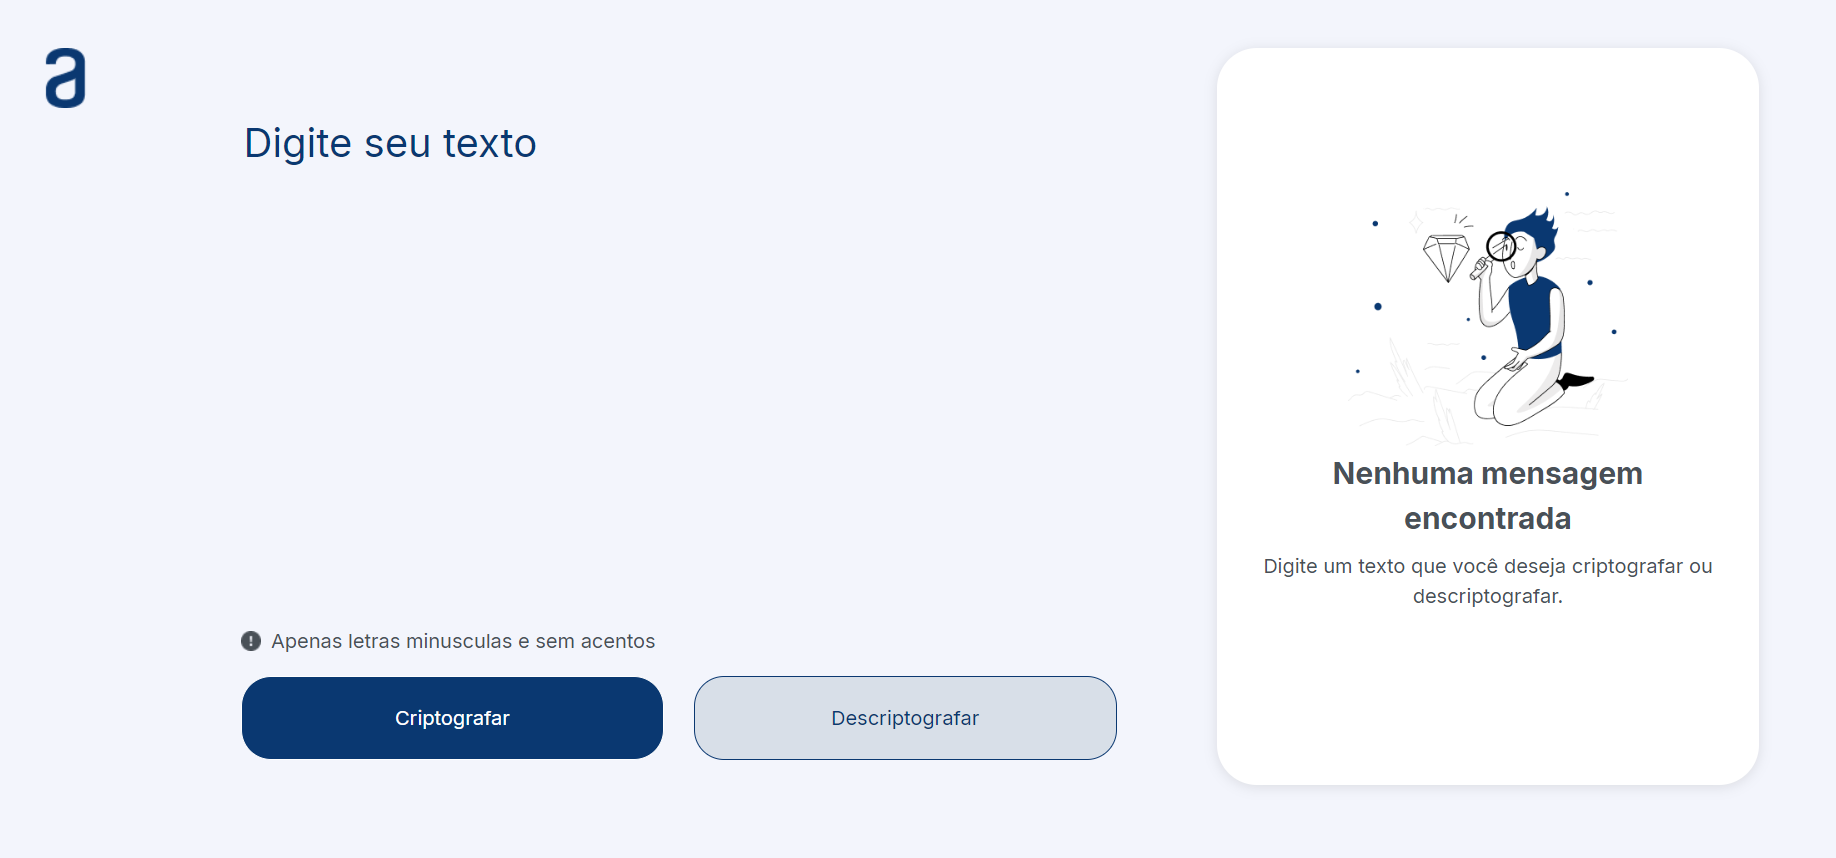 a
Digite seu texto
Nenhuma mensagem
encontrada
Digite um texto que você deseja criptografar ou
descriptografar.
Apenas letras minusculas e sem acentos
Criptografar
Descriptografar